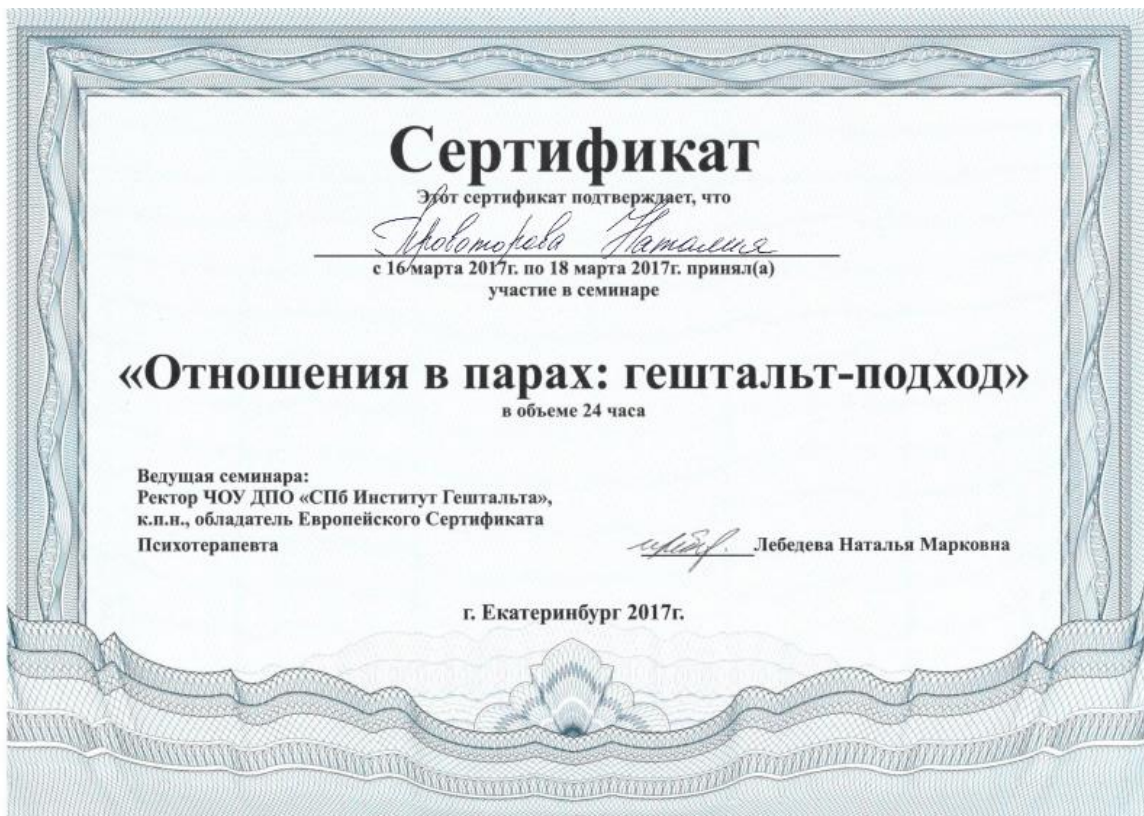 Сертификат
Этот сертификат подтверждает, что
Провоторова Наталия
с 16 марта 2017г. по 18 марта 2017г. принял(а)
участие в семинаре
«Отношения в парах: гештальт-подход»
в объеме 24 часа
Ведущая семинара:
Ректор ЧОУ ДПО «СПб Институт Гештальта»,
к.п.н., обладатель Европейского Сертификата
Психотерапевта
Лебедева Наталья Марковна
г. Екатеринбург 2017г.